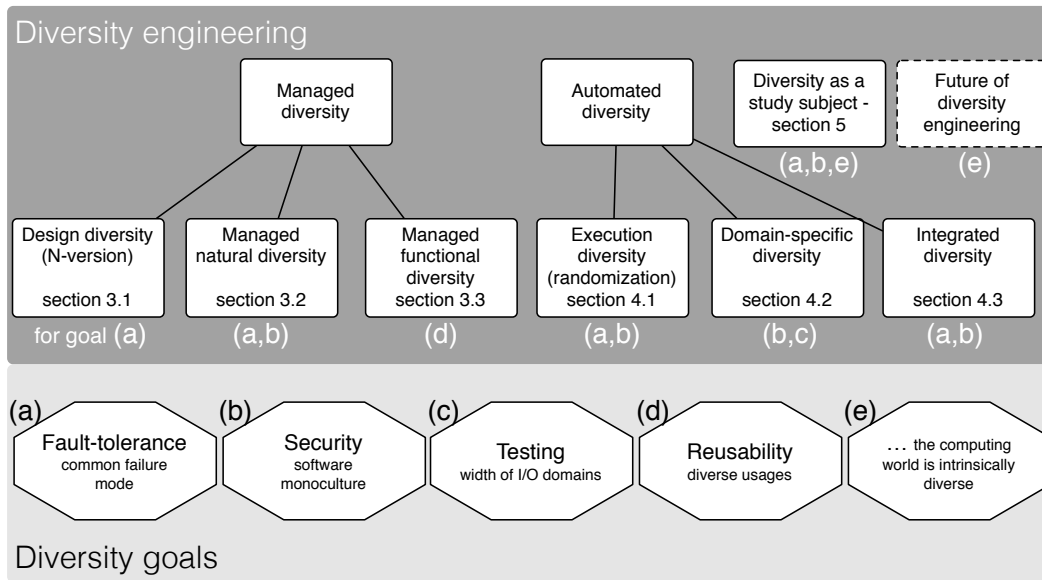 Diversity engineering
Managed
diversity
Automated
diversity
Diversity as a
study subject -
section 5
(a,b,e)
Future of
diversity
engineering
(e)
Design diversity
(N-version)
section 3.1
for goal (a)
Managed
natural diversity
section 3.2
(a,b)
Managed
functional
diversity
section 3.3
(d)
Execution
diversity
(randomization)
section 4.1
(a,b)
Domain-specific
diversity
section 4.2
(b,c)
Integrated
diversity
section 4.3
(a,b)
(a)
Fault-tolerance
common failure
mode
(b)
Security
software
monoculture
(c)
Testing
width of I/O domains
(d)
Reusability
diverse usages
(e)
... the computing
world is intrinsically
diverse
Diversity goals